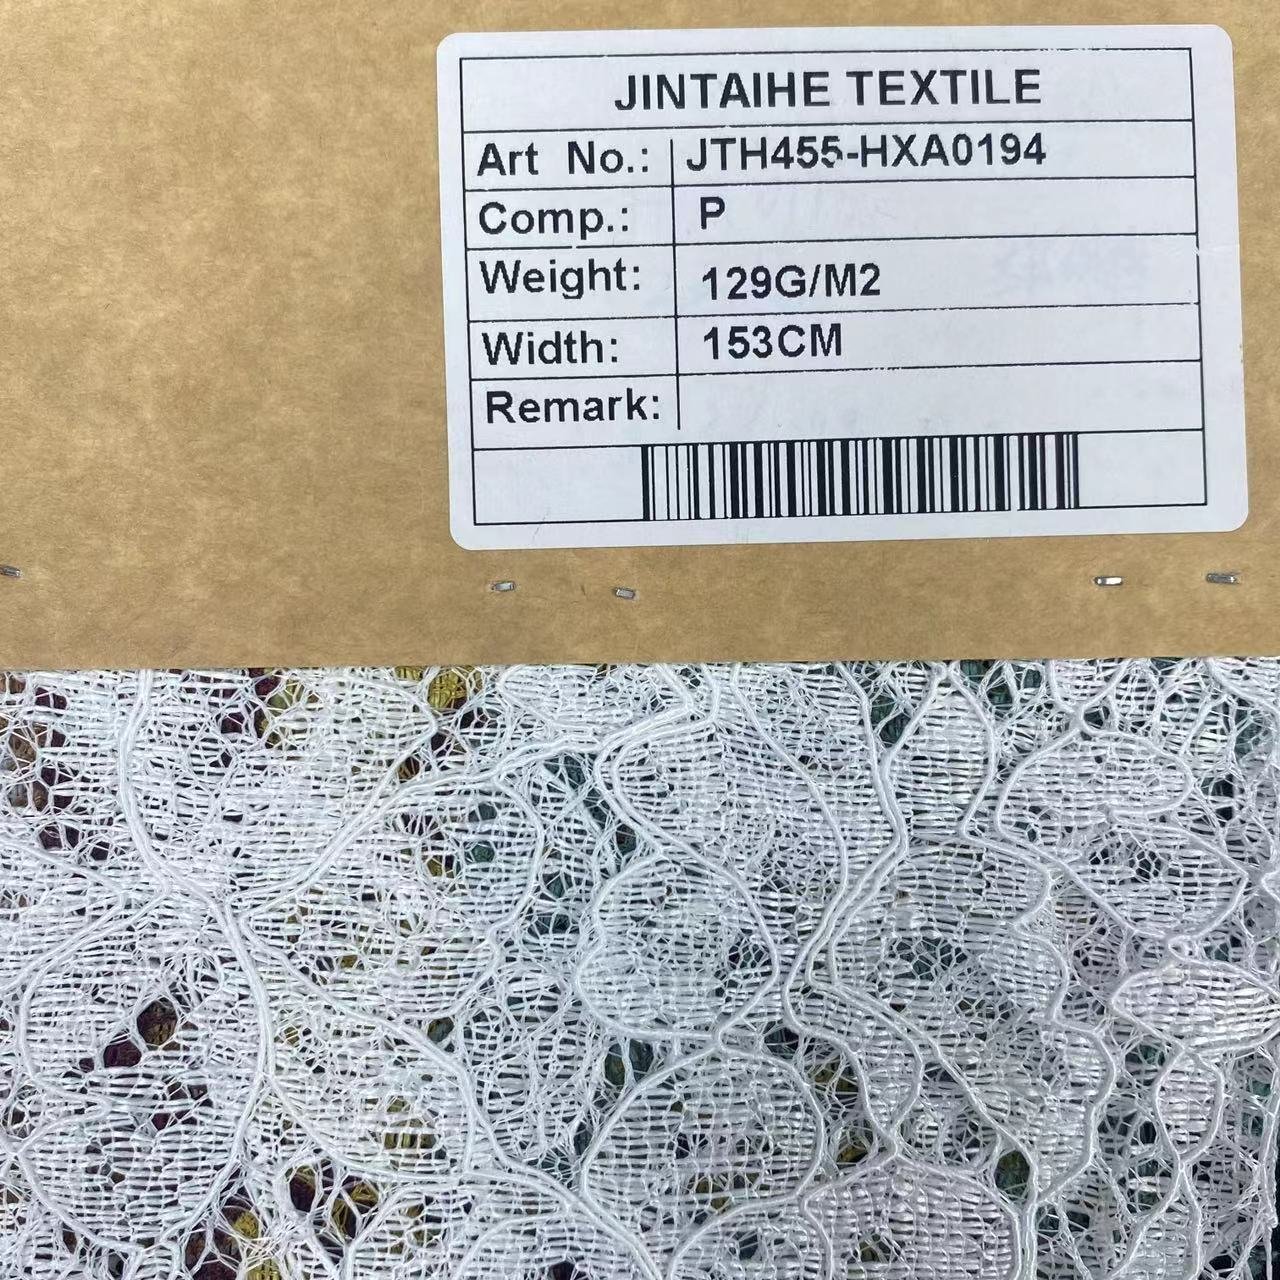 JINTAIHE TEXTILE
Art No.: JTH455-HXA0194
Comp.: P
Weight: 129G/M2
Width: 153CM
Remark: